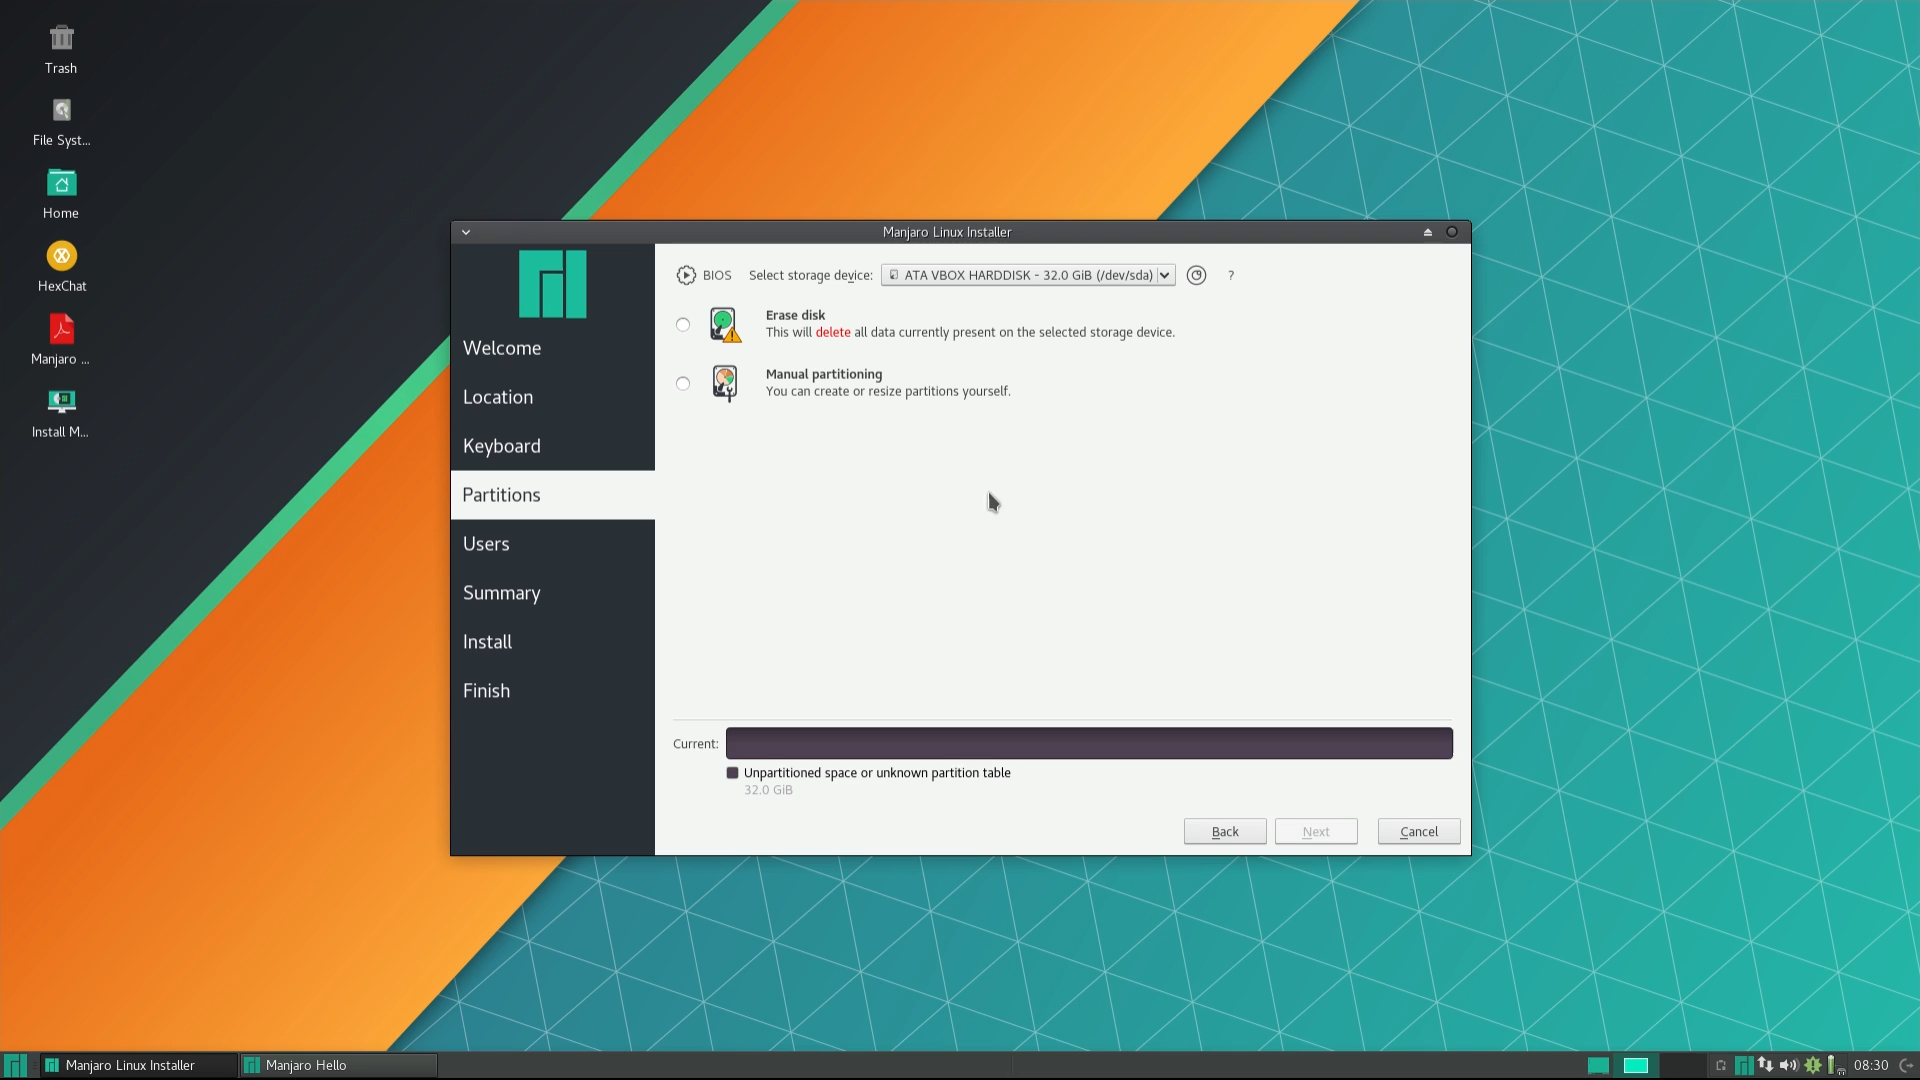 Trash
File Syst...
Home
HexChat
Manjaro ...
Install M...
Manjaro Linux Installer
Welcome
Location
Keyboard
Partitions
Users
Summary
Install
Finish
BIOS Select storage device: ATA VBOX HARDDISK - 32.0 GiB (/dev/sda) ?
Erase disk
This will delete all data currently present on the selected storage device.
Manual partitioning
You can create or resize partitions yourself.
Current:
Unpartitioned space or unknown partition table
32.0 GiB
Back Next Cancel
Manjaro Linux Installer Manjaro Hello 08:30